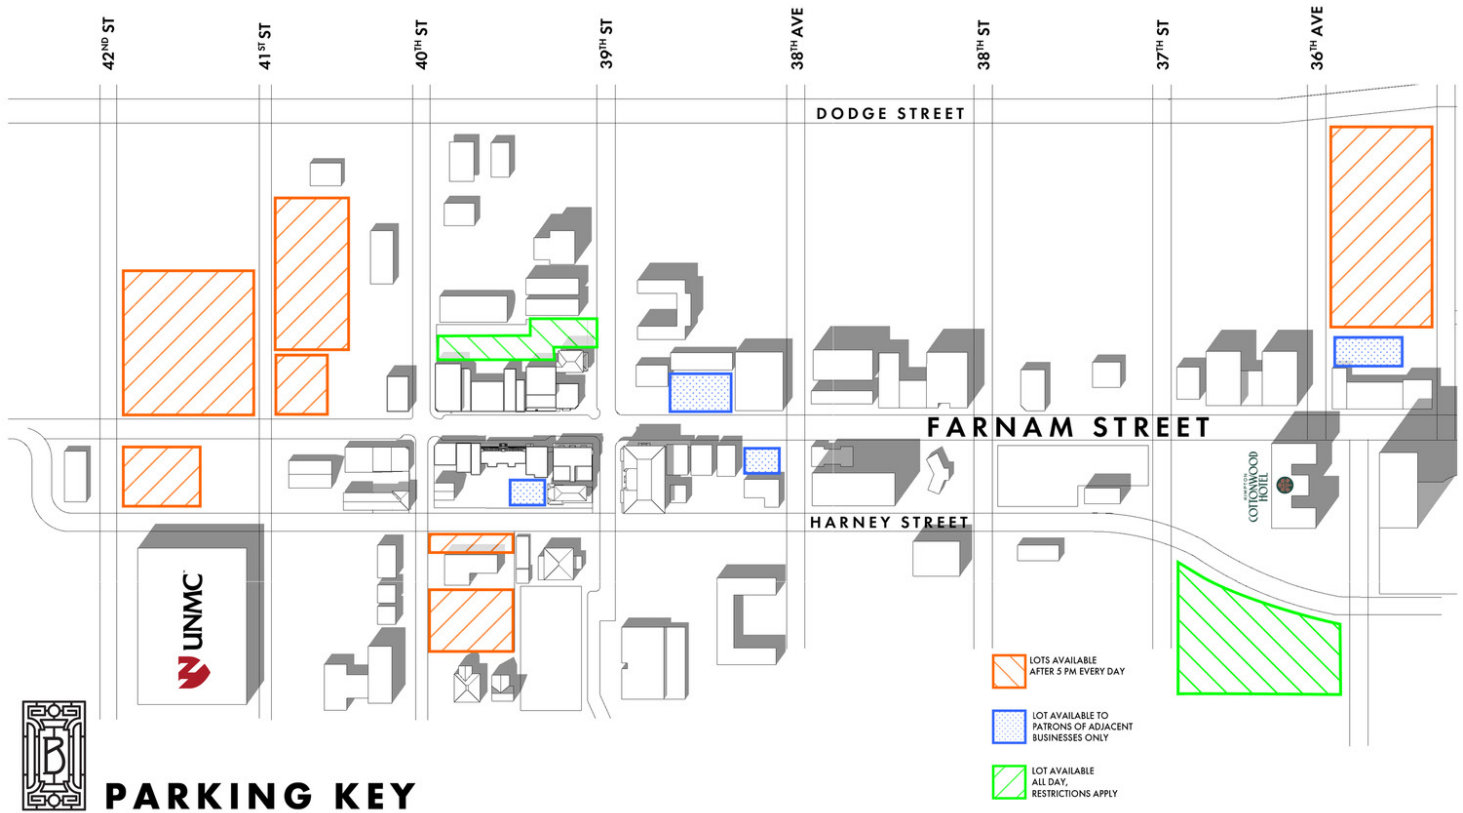 42ND ST
41ST ST
40TH ST
39TH ST
38TH AVE
38TH ST
37TH ST
36TH AVE
DODGE STREET
FARNAM STREET
KIMPTON
COTTONWOOD
HOTEL
HARNEY STREET
UNMC
LOTS AVAILABLE
AFTER 5 PM EVERY DAY
LOT AVAILABLE TO
PATRONS OF ADJACENT
BUSINESSES ONLY
LOT AVAILABLE
ALL DAY,
RESTRICTIONS APPLY
B
PARKING KEY